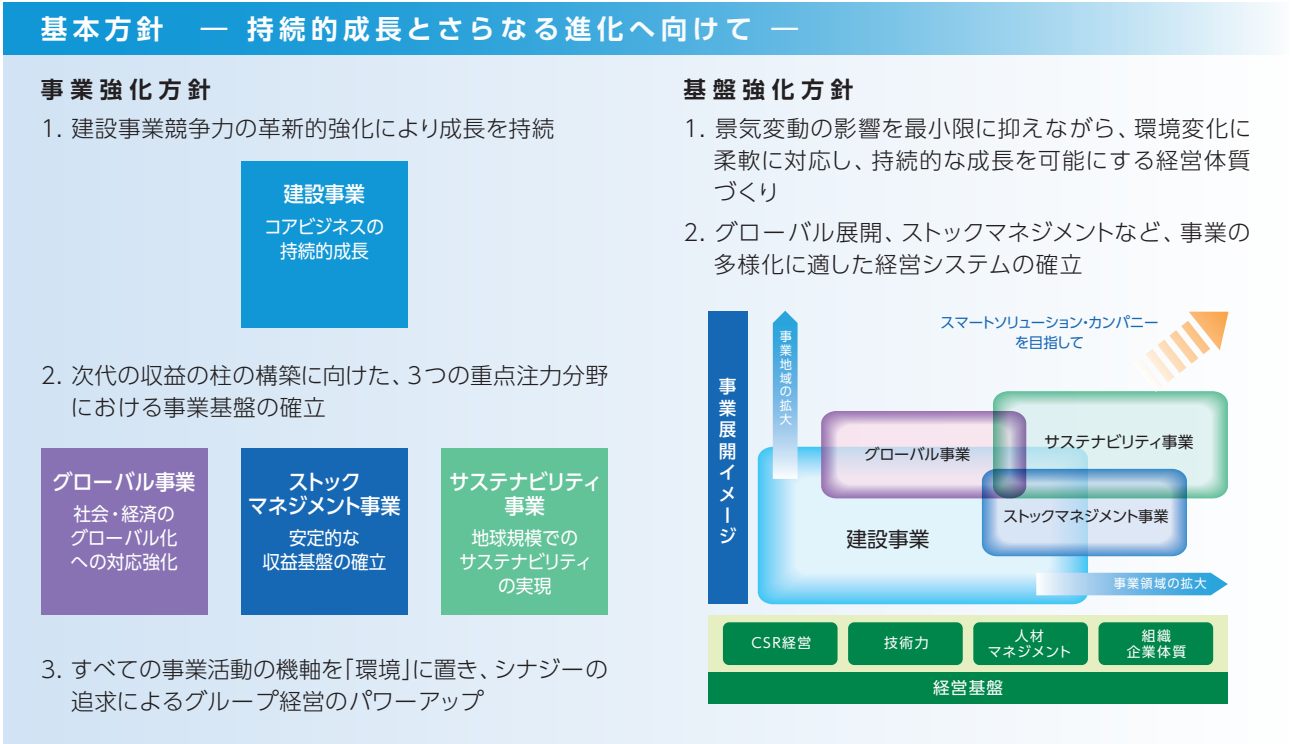 基本方針 ― 持続的成長とさらなる進化へ向けて ―
事業強化方針
1. 建設事業競争力の革新的強化により成長を持続
建設事業
コアビジネスの
持続的成長
2. 次代の収益の柱の構築に向けた、3つの重点注力分野
における事業基盤の確立
グローバル事業
社会・経済の
グローバル化
への対応強化
ストック
マネジメント事業
安定的な
収益基盤の確立
サステナビリティ
事業
地球規模での
サステナビリティ
の実現
3. すべての事業活動の機軸を「環境」に置き、シナジーの
追求によるグループ経営のパワーアップ
基盤強化方針
1. 景気変動の影響を最小限に抑えながら、環境変化に
柔軟に対応し、持続的な成長を可能にする経営体質
づくり
2. グローバル展開、ストックマネジメントなど、事業の
多様化に適した経営システムの確立
事業展開イメージ
事業地域の拡大
スマートソリューション・カンパニー
を目指して
グローバル事業
サステナビリティ事業
ストックマネジメント事業
建設事業
事業領域の拡大
CSR経営
技術力
人材
マネジメント
組織
企業体質
経営基盤